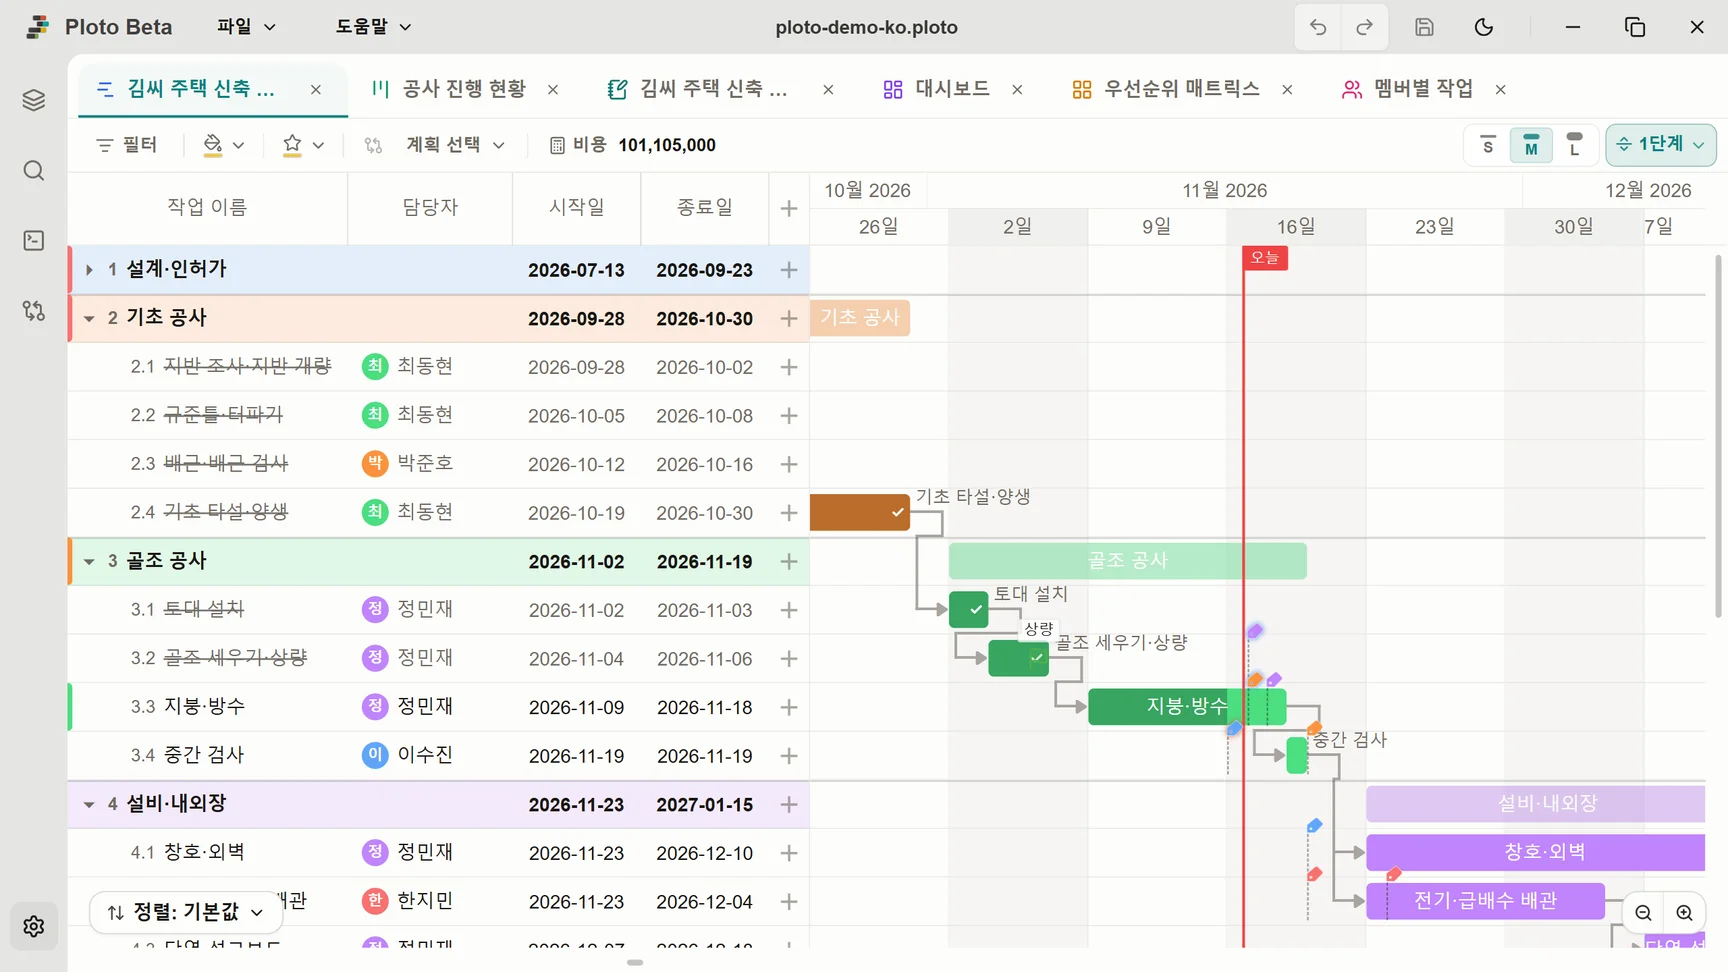 Ploto Beta 파일 도움말 ploto-demo-ko.ploto
김씨 주택 신축 ... 공사 진행 현황 김씨 주택 신축 ... 대시보드 우선순위 매트릭스 멤버별 작업
필터 계획 선택 비용 101,105,000 S M L 1단계
작업 이름 담당자 시작일 종료일
10월 2026 11월 2026 12월 2026
26일 2일 9일 16일 23일 30일 7일
오늘
1 설계·인허가 2026-07-13 2026-09-23
2 기초 공사 2026-09-28 2026-10-30 기초 공사
2.1 지반 조사·지반 개량 최 최동현 2026-09-28 2026-10-02
2.2 규준틀·터파기 최 최동현 2026-10-05 2026-10-08
2.3 배근·배근 검사 박 박준호 2026-10-12 2026-10-16
2.4 기초 타설·양생 최 최동현 2026-10-19 2026-10-30 기초 타설·양생
3 골조 공사 2026-11-02 2026-11-19 골조 공사
3.1 토대 설치 정 정민재 2026-11-02 2026-11-03 토대 설치
상량
3.2 골조 세우기·상량 정 정민재 2026-11-04 2026-11-06 골조 세우기·상량
3.3 지붕·방수 정 정민재 2026-11-09 2026-11-18 지붕·방수
3.4 중간 검사 이 이수진 2026-11-19 2026-11-19 중간 검사
4 설비·내외장 2026-11-23 2027-01-15 설비·내외장
4.1 창호·외벽 정 정민재 2026-11-23 2026-12-10 창호·외벽
정렬: 기본값 배관 한 한지민 2026-11-23 2026-12-04 전기·급배수 배관
정 정민재